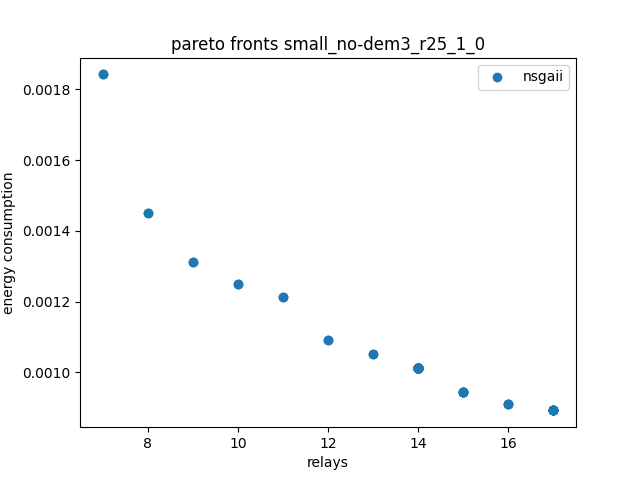 pareto fronts small_no-dem3_r25_1_0
nsgaii
energy consumption
0.0018
0.0016
0.0014
0.0012
0.0010
8 10 12 14 16
relays